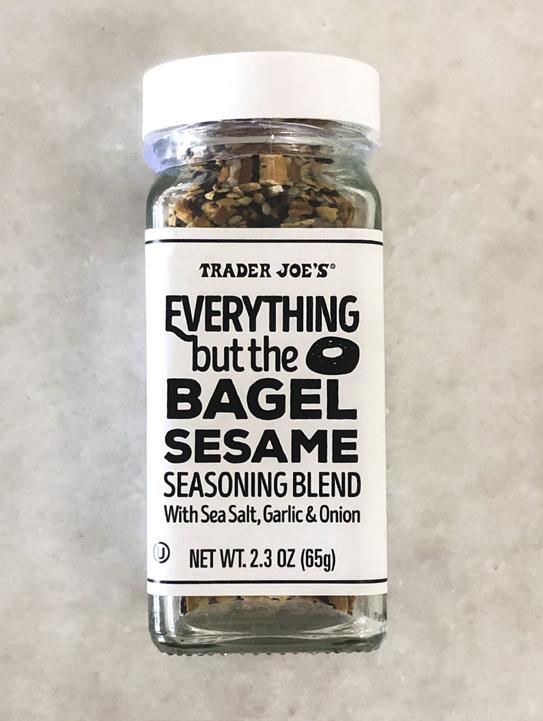 TRADER JOE'S®
EVERYTHING
but the
BAGEL
SESAME
SEASONING BLEND
With Sea Salt, Garlic & Onion
U NET WT. 2.3 OZ (65g)